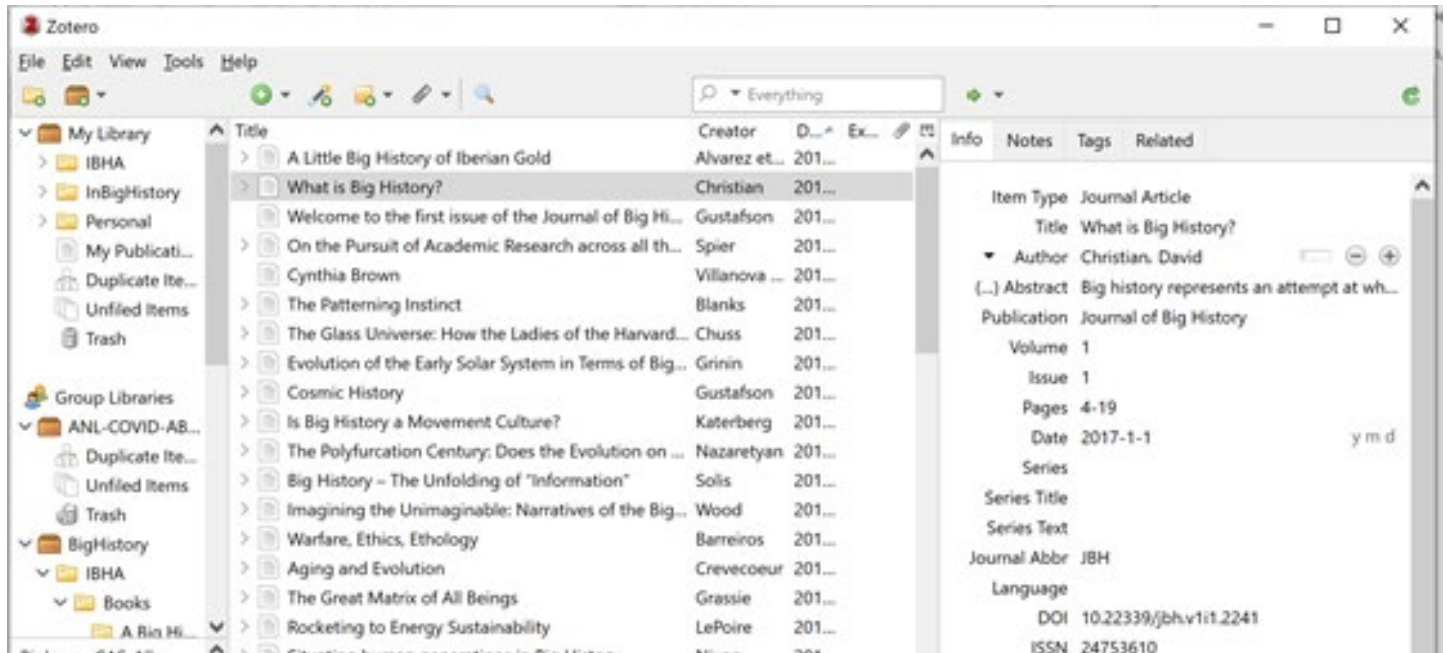 Zotero
File Edit View Tools Help
Everything
My Library
IBHA
InBigHistory
Personal
My Publicati...
Duplicate Ite...
Unfiled Items
Trash
Group Libraries
ANL-COVID-AB...
Duplicate Ite...
Unfiled Items
Trash
BigHistory
IBHA
Books
A Big Hi...
Title Creator D... Ex...
A Little Big History of Iberian Gold Alvarez et... 201...
What is Big History? Christian 201...
Welcome to the first issue of the Journal of Big Hi... Gustafson 201...
On the Pursuit of Academic Research across all th... Spier 201...
Cynthia Brown Villanova ... 201...
The Patterning Instinct Blanks 201...
The Glass Universe: How the Ladies of the Harvard... Chuss 201...
Evolution of the Early Solar System in Terms of Big... Grinin 201...
Cosmic History Gustafson 201...
Is Big History a Movement Culture? Katerberg 201...
The Polyfurcation Century: Does the Evolution on ... Nazaretyan 201...
Big History – The Unfolding of "Information" Solis 201...
Imagining the Unimaginable: Narratives of the Big... Wood 201...
Warfare, Ethics, Ethology Barreiros 201...
Aging and Evolution Crevecoeur 201...
The Great Matrix of All Beings Grassie 201...
Rocketing to Energy Sustainability LePoire 201...
Info Notes Tags Related
Item Type Journal Article
Title What is Big History?
Author Christian, David
(...) Abstract Big history represents an attempt at wh...
Publication Journal of Big History
Volume 1
Issue 1
Pages 4-19
Date 2017-1-1 y m d
Series
Series Title
Series Text
Journal Abbr JBH
Language
DOI 10.22339/jbh.v1i1.2241
ISSN 24753610